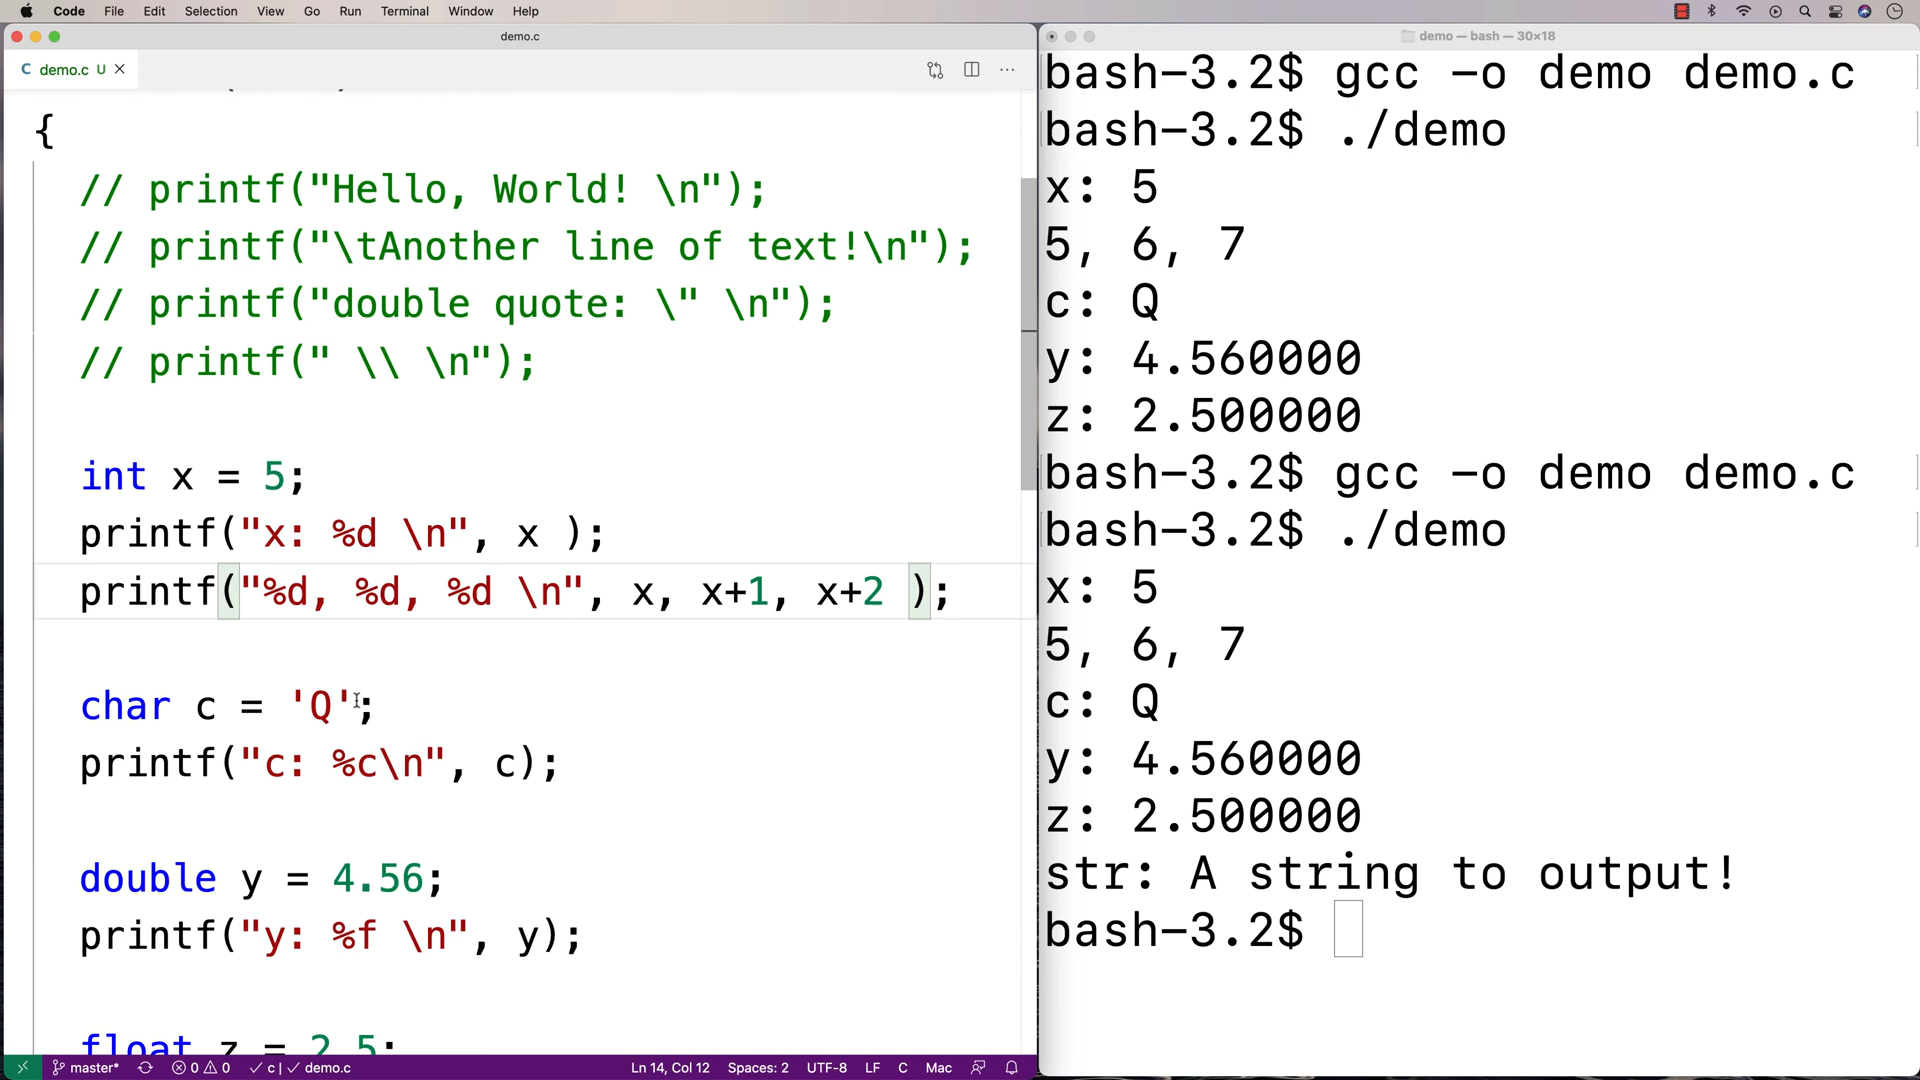 Code File Edit Selection View Go Run Terminal Window Help
demo.c
C demo.c U
{
// printf("Hello, World! \n");
// printf("\tAnother line of text!\n");
// printf("double quote: \" \n");
// printf(" \\ \n");
int x = 5;
printf("x: %d \n", x );
printf("%d, %d, %d \n", x, x+1, x+2 );
char c = 'Q';
printf("c: %c\n", c);
double y = 4.56;
printf("y: %f \n", y);
float z = 2.5;
master* 0 0 c | demo.c Ln 14, Col 12 Spaces: 2 UTF-8 LF C Mac
demo — bash — 30×18
bash-3.2$ gcc -o demo demo.c
bash-3.2$ ./demo
x: 5
5, 6, 7
c: Q
y: 4.560000
z: 2.500000
bash-3.2$ gcc -o demo demo.c
bash-3.2$ ./demo
x: 5
5, 6, 7
c: Q
y: 4.560000
z: 2.500000
str: A string to output!
bash-3.2$